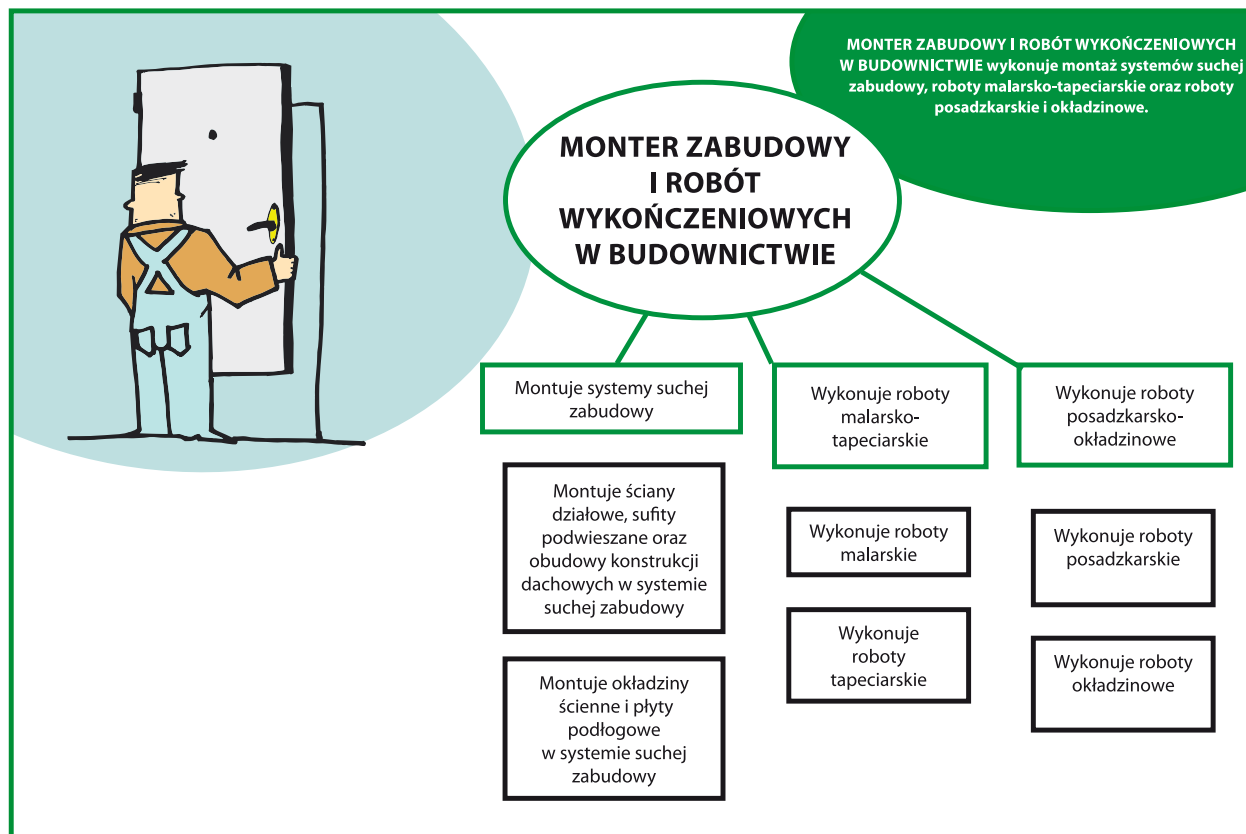 MONTER ZABUDOWY I ROBÓT WYKOŃCZENIOWYCH
W BUDOWNICTWIE wykonuje montaż systemów suchej
zabudowy, roboty malarsko-tapeciarskie oraz roboty
posadzkarskie i okładzinowe.
MONTER ZABUDOWY
I ROBÓT
WYKOŃCZENIOWYCH
W BUDOWNICTWIE
Montuje systemy suchej
zabudowy
Montuje ściany
działowe, sufity
podwieszane oraz
obudowy konstrukcji
dachowych w systemie
suchej zabudowy
Montuje okładziny
ścienne i płyty
podłogowe
w systemie suchej
zabudowy
Wykonuje roboty
malarsko-
tapeciarskie
Wykonuje roboty
malarskie
Wykonuje
roboty
tapeciarskie
Wykonuje roboty
posadzkarsko-
okładzinowe
Wykonuje roboty
posadzkarskie
Wykonuje roboty
okładzinowe